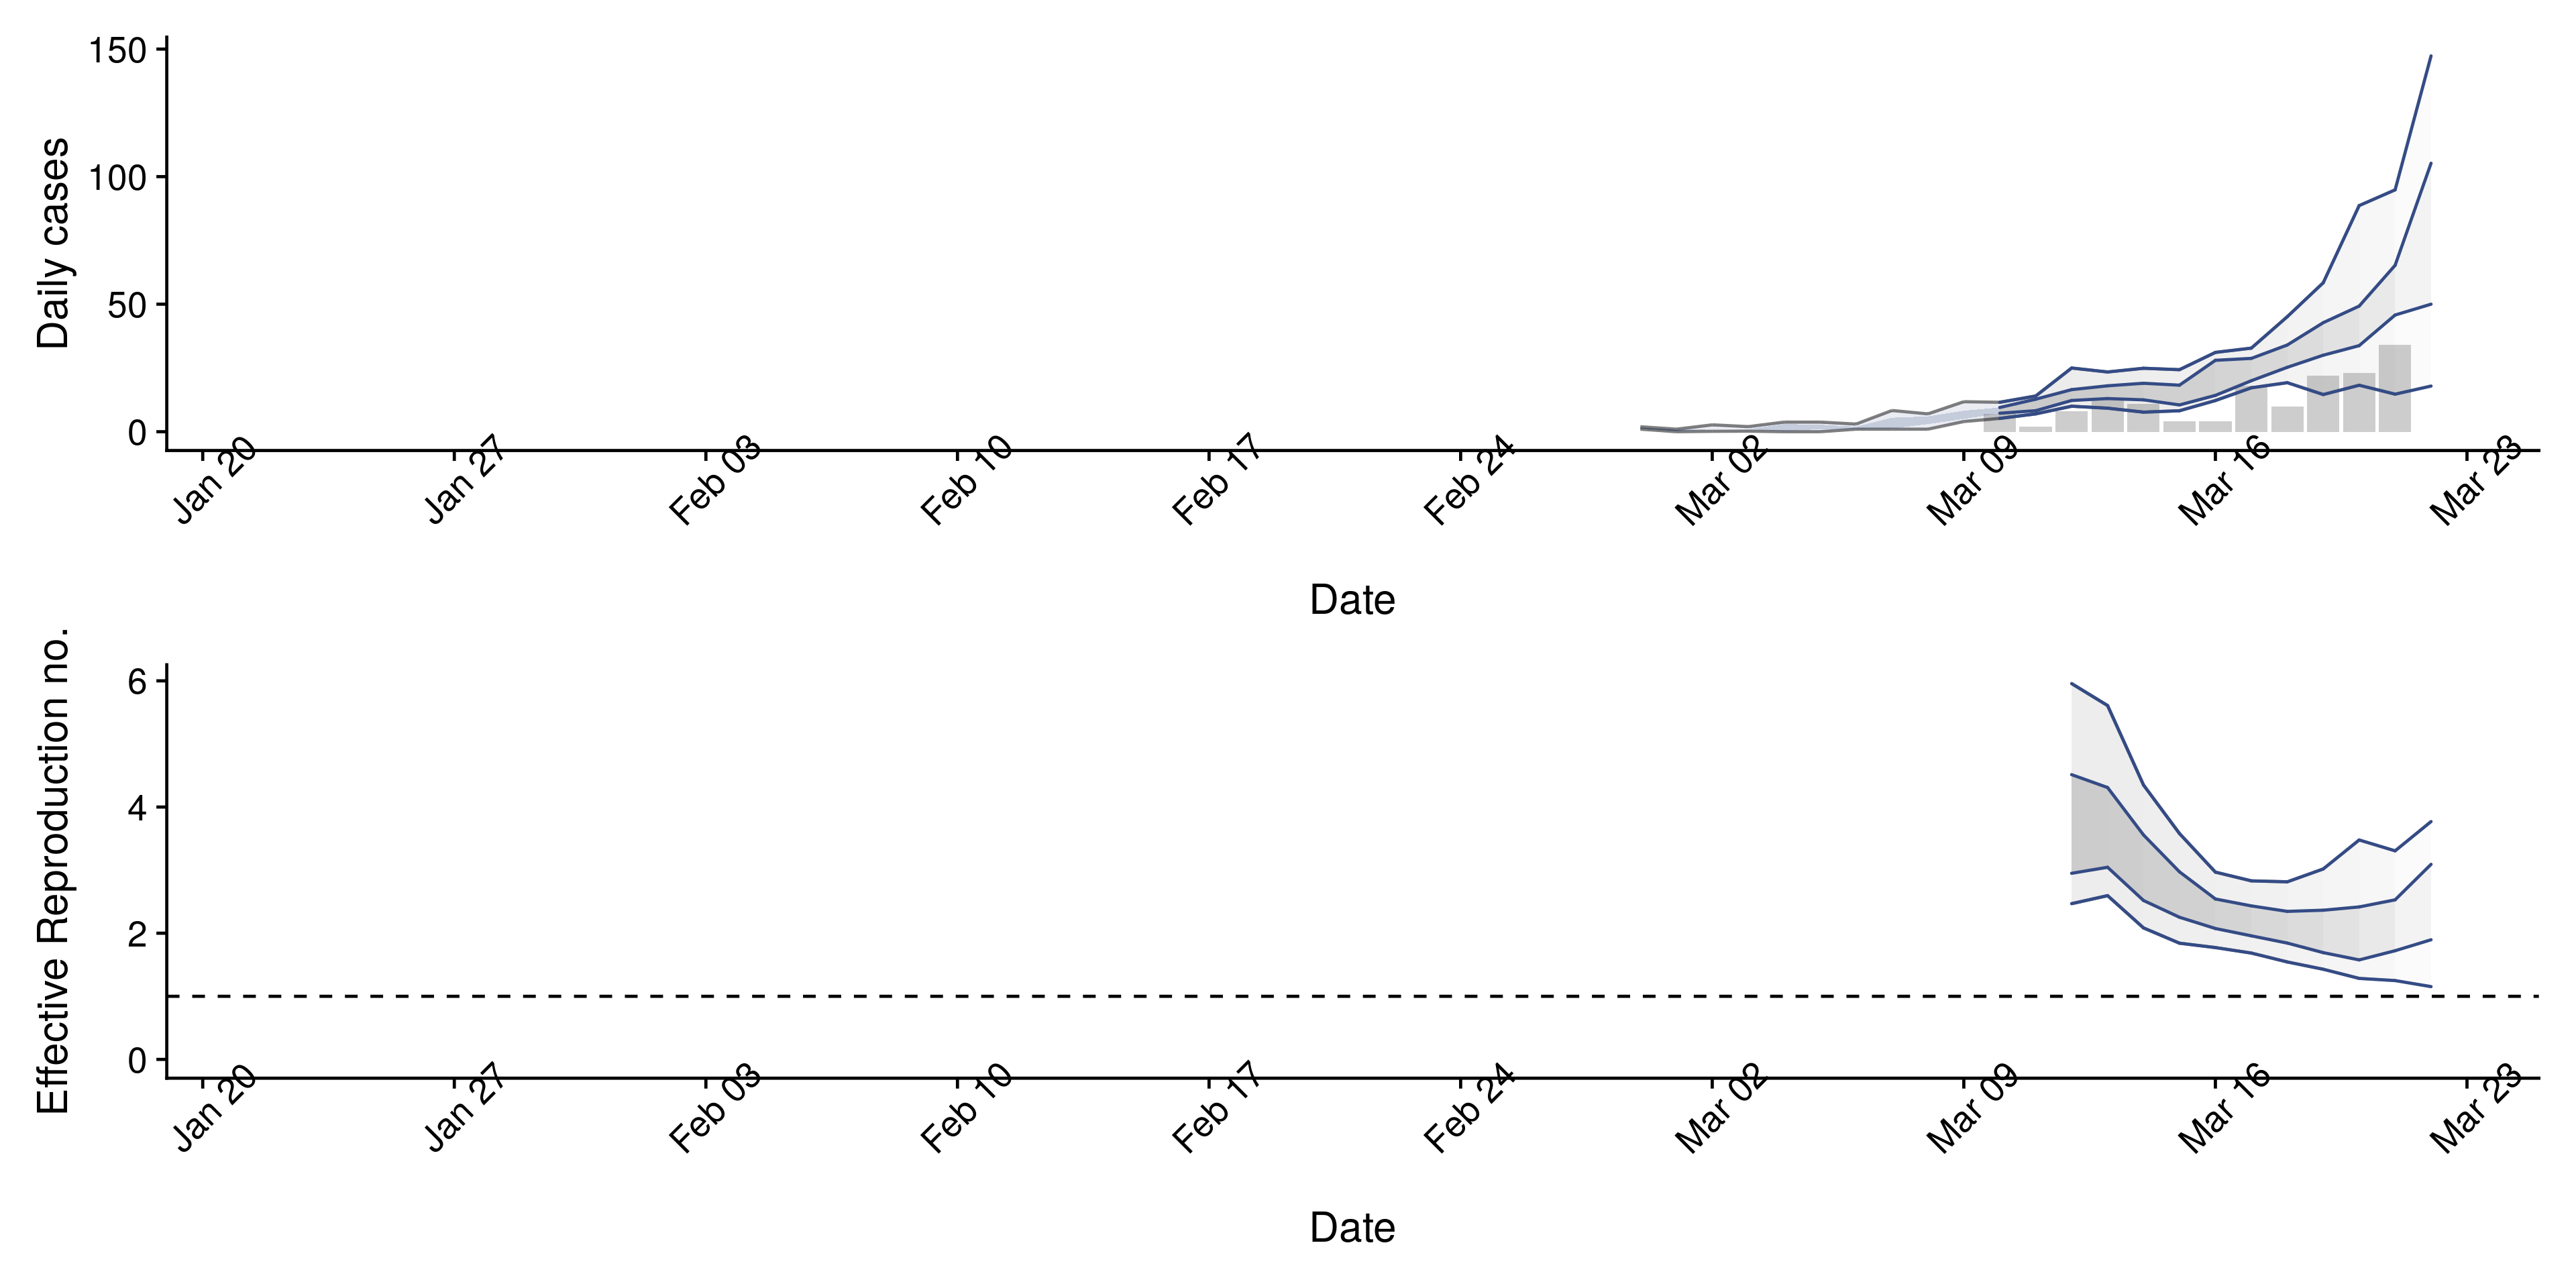 Daily cases
150
100
50
0
Jan 20
Jan 27
Feb 03
Feb 10
Feb 17
Feb 24
Mar 02
Mar 09
Mar 16
Mar 23
Date
Effective Reproduction no.
6
4
2
0
Jan 20
Jan 27
Feb 03
Feb 10
Feb 17
Feb 24
Mar 02
Mar 09
Mar 16
Mar 23
Date